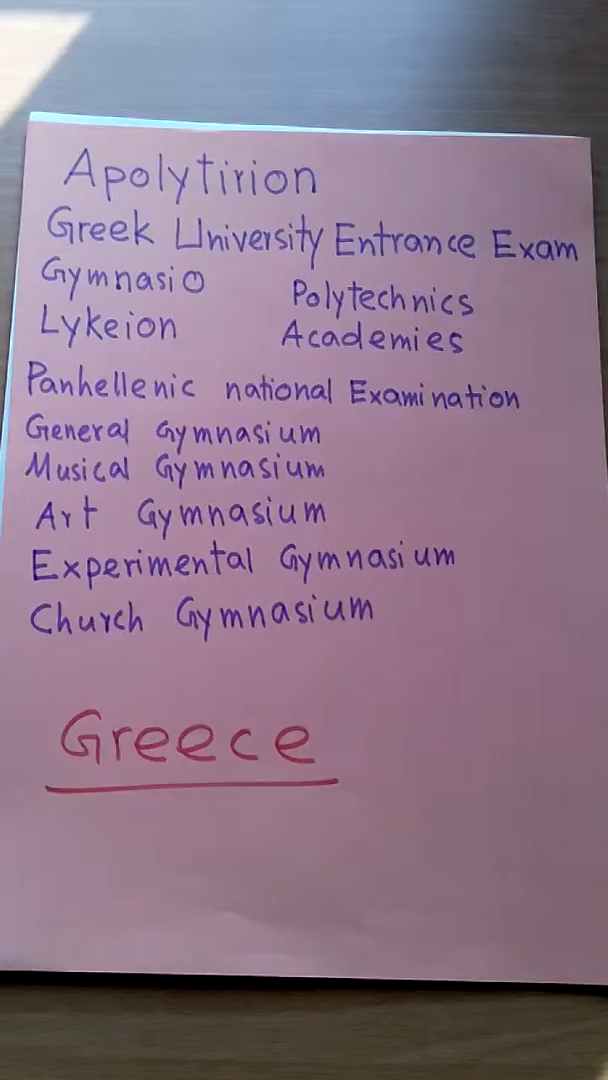 Apolytirion
Greek University Entrance Exam
Gymnasio Polytechnics
Lykeion Academies
Panhellenic national Examination
General Gymnasium
Musical Gymnasium
Art Gymnasium
Experimental Gymnasium
Church Gymnasium
Greece